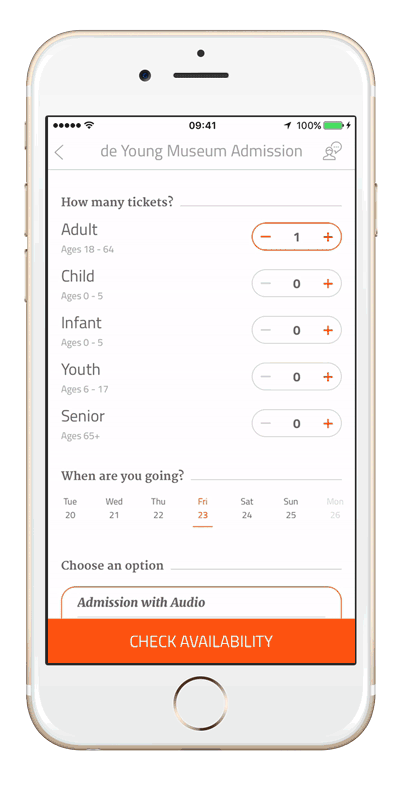 09:41
100%
de Young Museum Admission
How many tickets?
Adult
1
Ages 18 - 64
Child
0
Ages 0 - 5
Infant
0
Ages 0 - 5
Youth
0
Ages 6 - 17
Senior
0
Ages 65+
When are you going?
Tue Wed Thu Fri Sat Sun Mon
20 21 22 23 24 25 26
Choose an option
Admission with Audio
CHECK AVAILABILITY